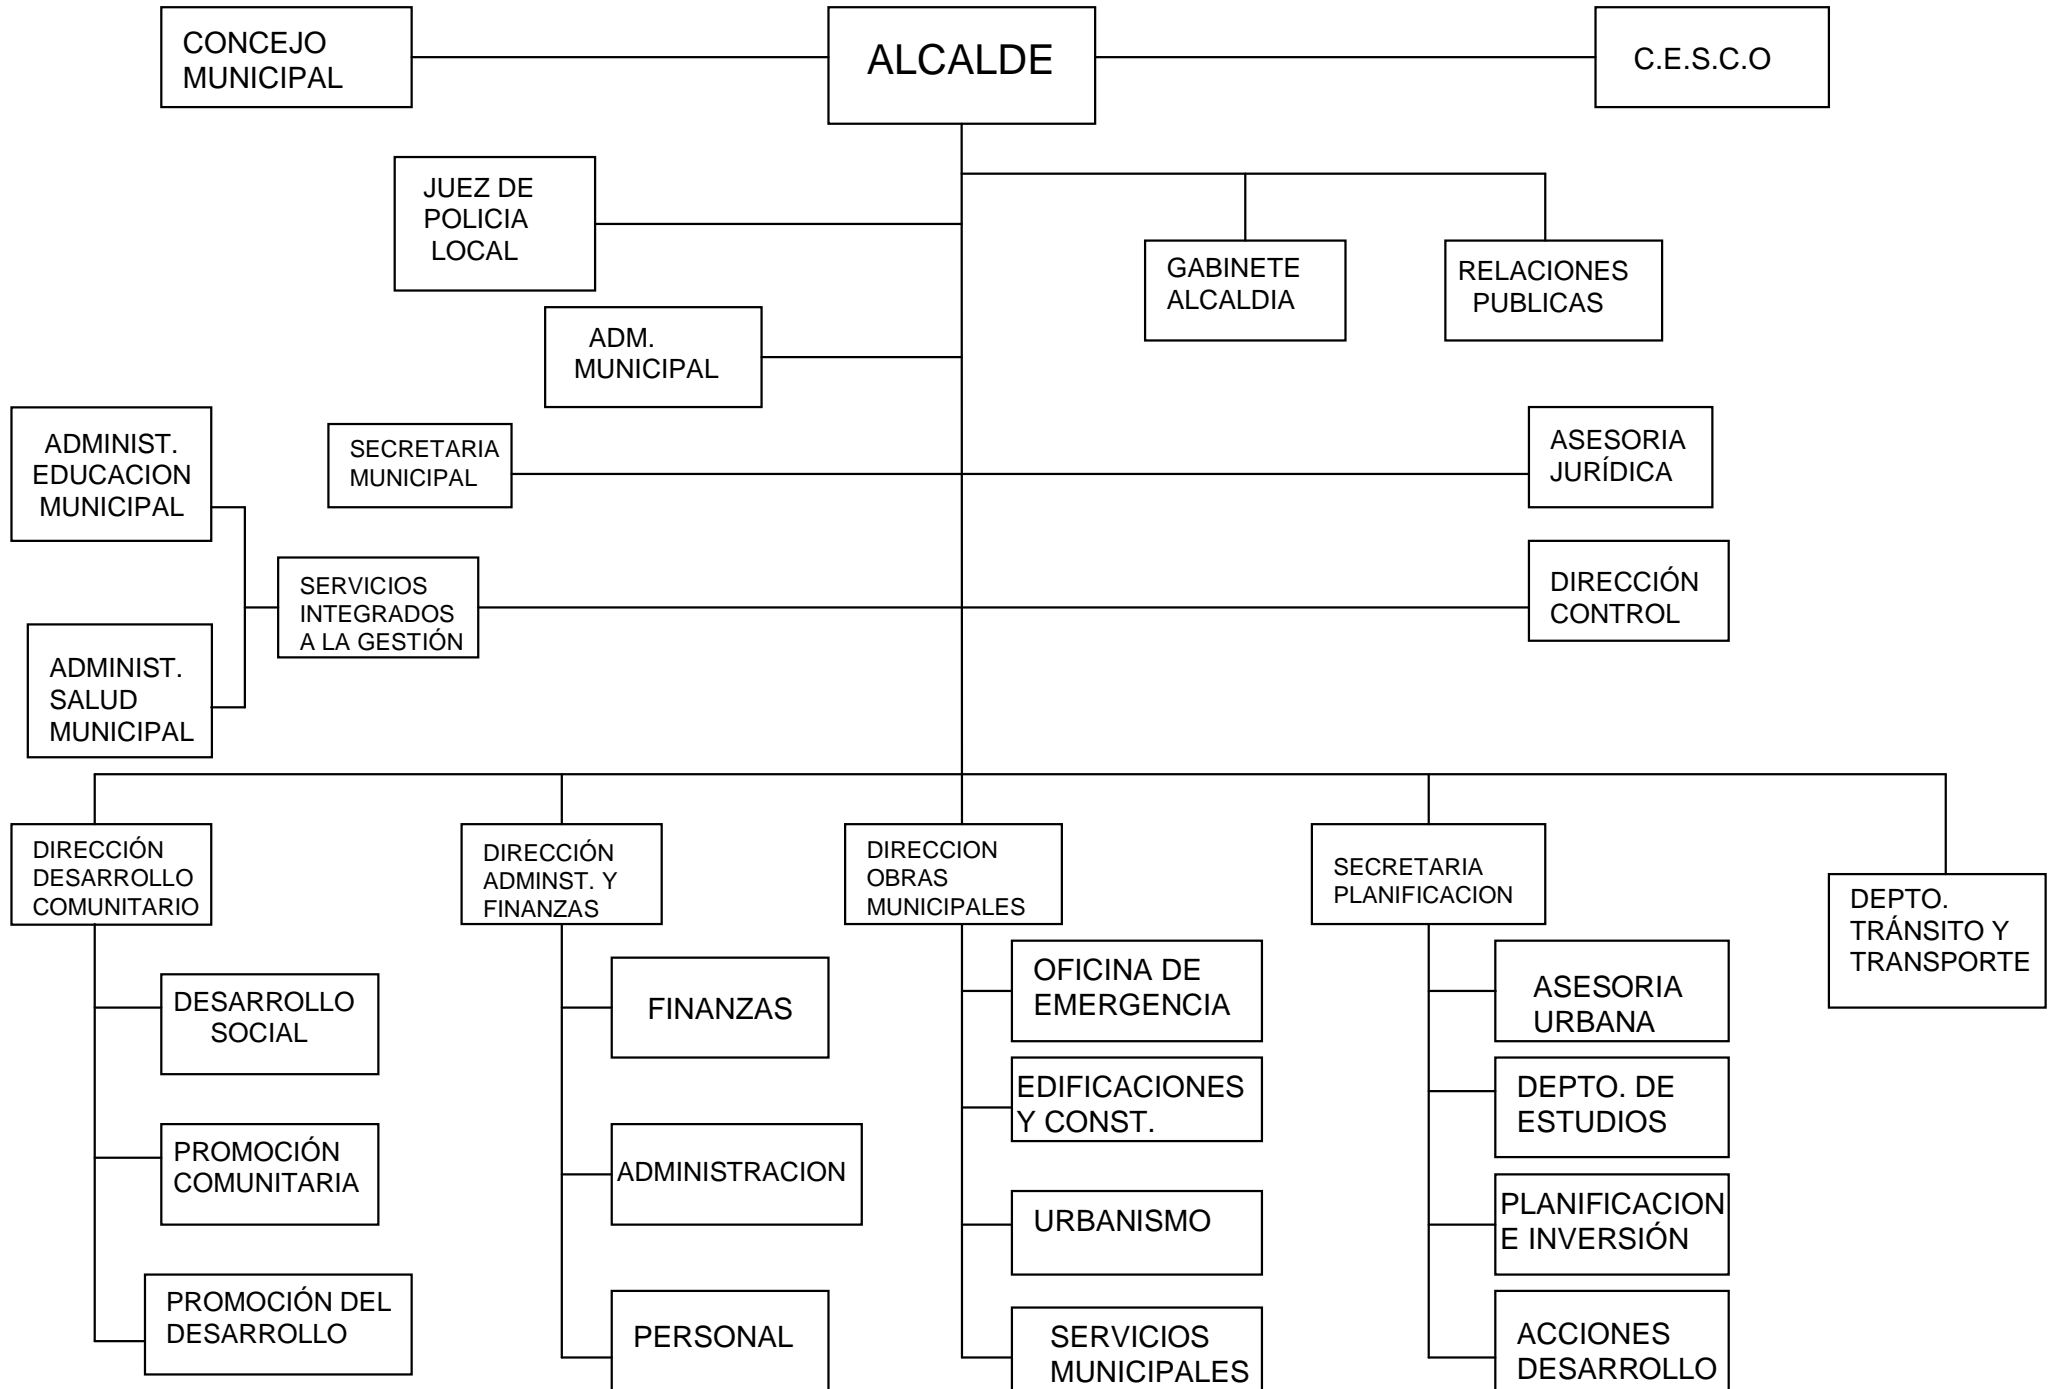 CONCEJO
MUNICIPAL
ALCALDE
C.E.S.C.O
JUEZ DE
POLICIA
LOCAL
GABINETE
ALCALDIA
RELACIONES
PUBLICAS
ADM.
MUNICIPAL
ADMINIST.
EDUCACION
MUNICIPAL
SECRETARIA
MUNICIPAL
ASESORIA
JURÍDICA
SERVICIOS
INTEGRADOS
A LA GESTIÓN
DIRECCIÓN
CONTROL
ADMINIST.
SALUD
MUNICIPAL
DIRECCIÓN
DESARROLLO
COMUNITARIO
DIRECCIÓN
ADMINST. Y
FINANZAS
DIRECCION
OBRAS
MUNICIPALES
SECRETARIA
PLANIFICACION
DEPTO.
TRÁNSITO Y
TRANSPORTE
DESARROLLO
SOCIAL
PROMOCIÓN
COMUNITARIA
PROMOCIÓN DEL
DESARROLLO
FINANZAS
ADMINISTRACION
PERSONAL
OFICINA DE
EMERGENCIA
EDIFICACIONES
Y CONST.
URBANISMO
SERVICIOS
MUNICIPALES
ASESORIA
URBANA
DEPTO. DE
ESTUDIOS
PLANIFICACION
E INVERSIÓN
ACCIONES
DESARROLLO